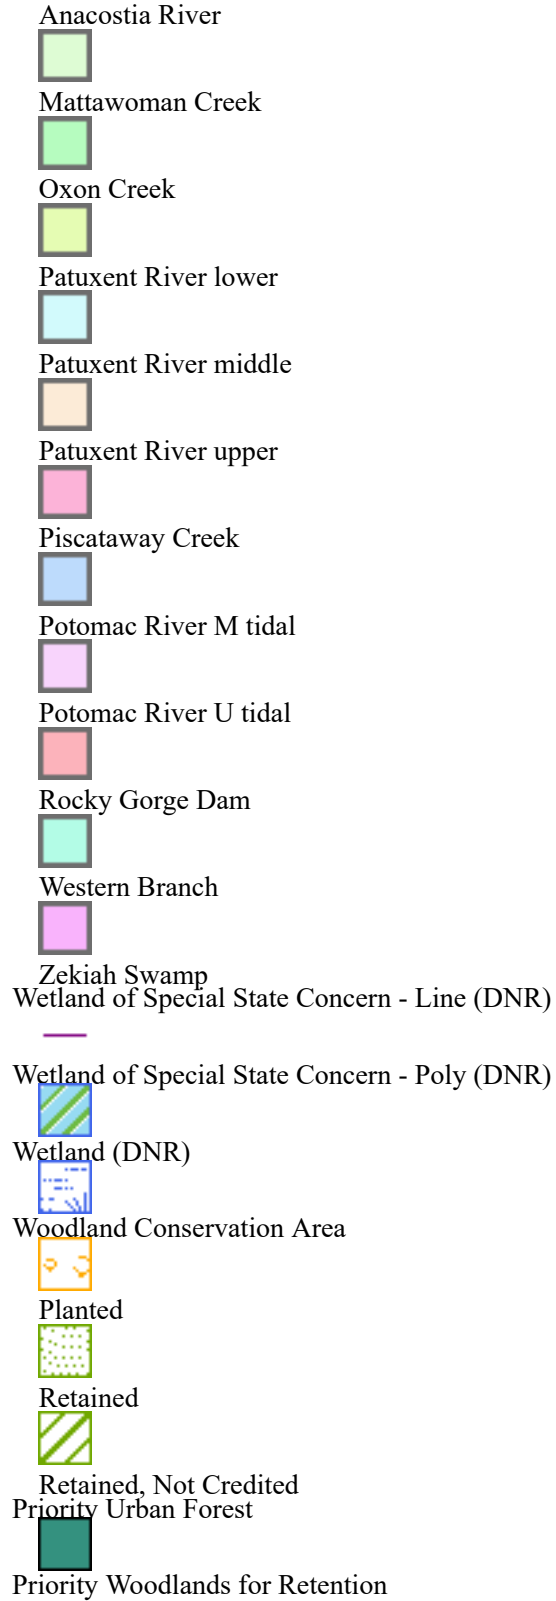 Anacostia River
Mattawoman Creek
Oxon Creek
Patuxent River lower
Patuxent River middle
Patuxent River upper
Piscataway Creek
Potomac River M tidal
Potomac River U tidal
Rocky Gorge Dam
Western Branch
Zekiah Swamp
Wetland of Special State Concern - Line (DNR)
Wetland of Special State Concern - Poly (DNR)
Wetland (DNR)
Woodland Conservation Area
Planted
Retained
Retained, Not Credited
Priority Urban Forest
Priority Woodlands for Retention